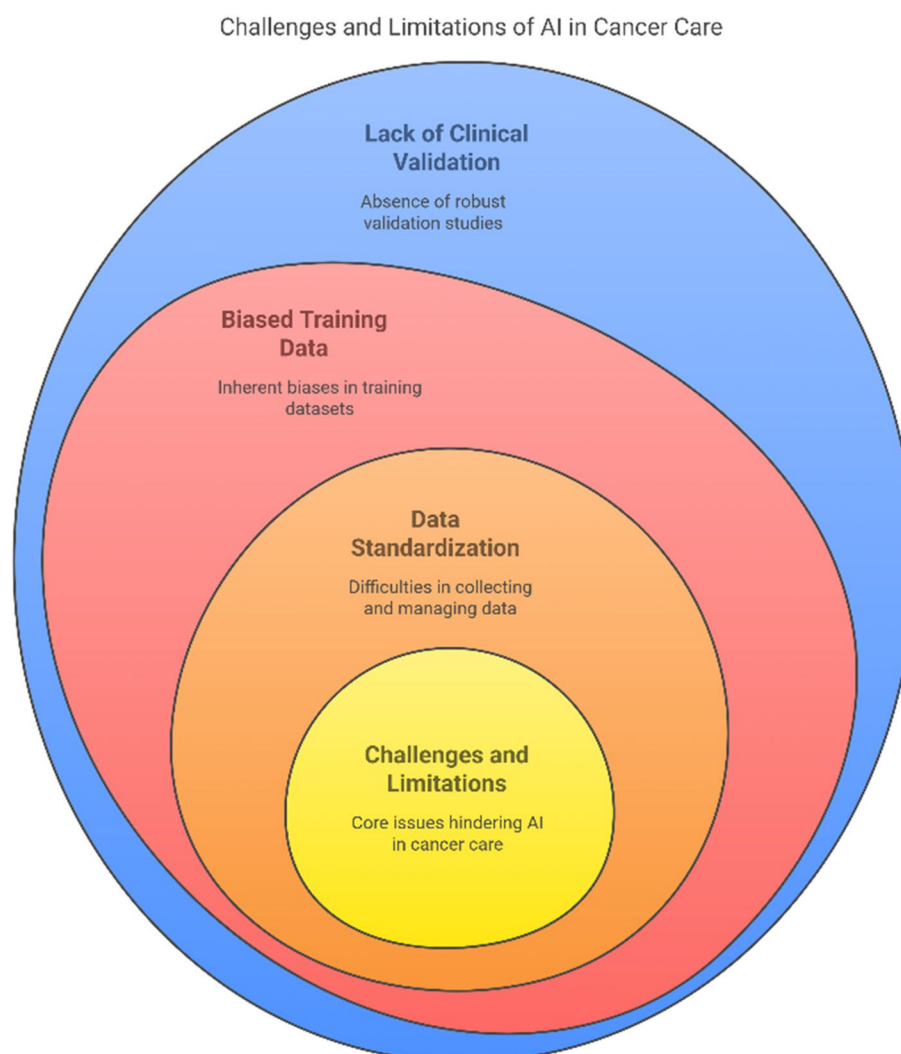 Challenges and Limitations of AI in Cancer Care
Lack of Clinical
Validation
Absence of robust
validation studies
Biased Training
Data
Inherent biases in training
datasets
Data
Standardization
Difficulties in collecting
and managing data
Challenges and
Limitations
Core issues hindering AI
in cancer care